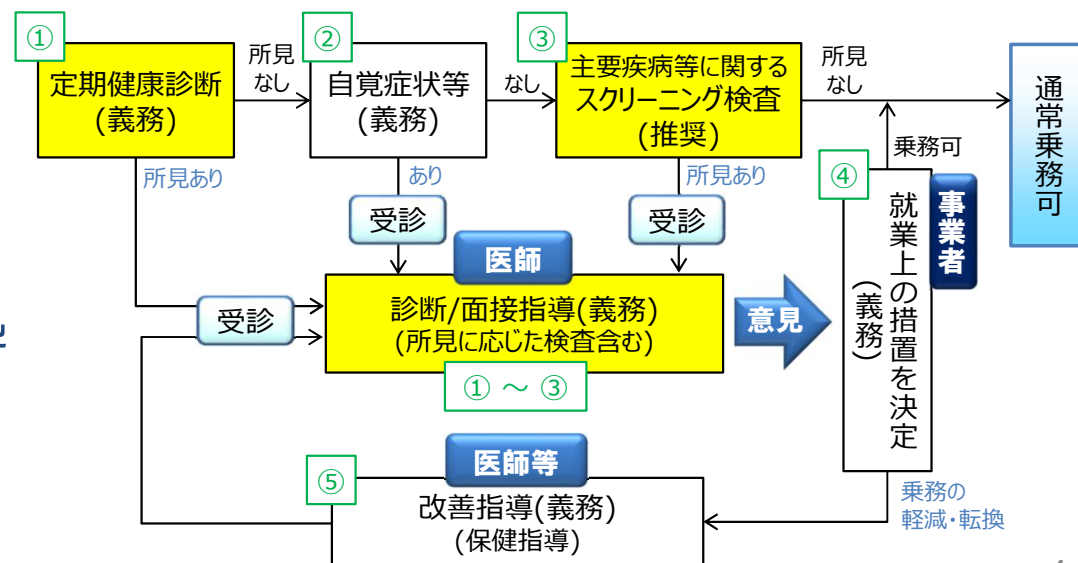 ①
定期健康診断
(義務)
所見
なし
②
自覚症状等
(義務)
なし
③
主要疾病等に関する
スクリーニング検査
(推奨)
所見
なし
通常乗務可
所見あり
あり
所見あり
乗務可
④
事業者
就業上の措置を決定
(義務)
受診
受診
医師
受診
診断/面接指導(義務)
(所見に応じた検査含む)
意見
① ～ ③
医師等
⑤
改善指導(義務)
(保健指導)
乗務の
軽減・転換